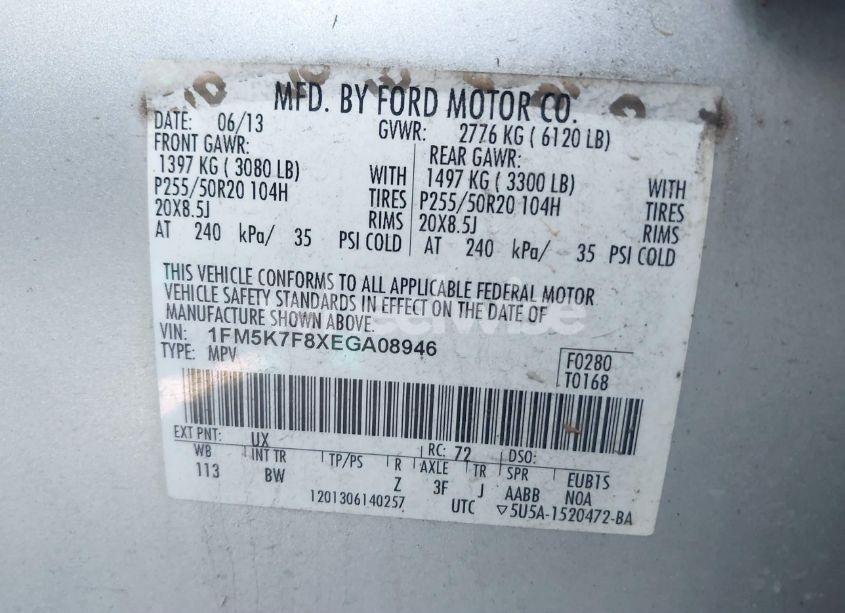 MFD. BY FORD MOTOR CO.
DATE: 06/13 GVWR: 2776 KG ( 6120 LB)
FRONT GAWR: REAR GAWR:
1397 KG ( 3080 LB) WITH 1497 KG ( 3300 LB) WITH
P255/50R20 104H TIRES P255/50R20 104H TIRES
20X8.5J RIMS 20X8.5J RIMS
AT 240 kPa/ 35 PSI COLD AT 240 kPa/ 35 PSI COLD
THIS VEHICLE CONFORMS TO ALL APPLICABLE FEDERAL MOTOR
VEHICLE SAFETY STANDARDS IN EFFECT ON THE DATE OF
MANUFACTURE SHOWN ABOVE.
VIN: 1FM5K7F8XEGA08946
TYPE: MPV
F0280
T0168
EXT PNT: UX RC: 72 DSO:
WB INT TR TP/PS R AXLE TR SPR EUB1S
113 BW Z 3F J AABB N0A
1201306140257 UTC ▽5U5A-1520472-BA